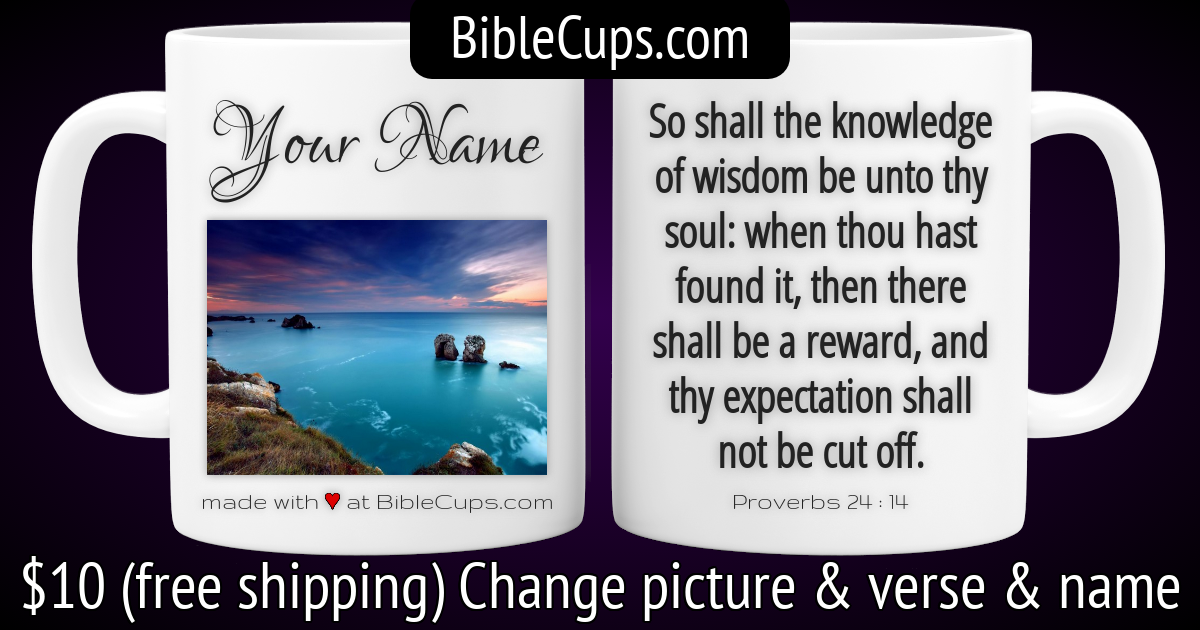 BibleCups.com
Your Name
made with ♥ at BibleCups.com
So shall the knowledge
of wisdom be unto thy
soul: when thou hast
found it, then there
shall be a reward, and
thy expectation shall
not be cut off.
Proverbs 24 : 14
$10 (free shipping) Change picture & verse & name